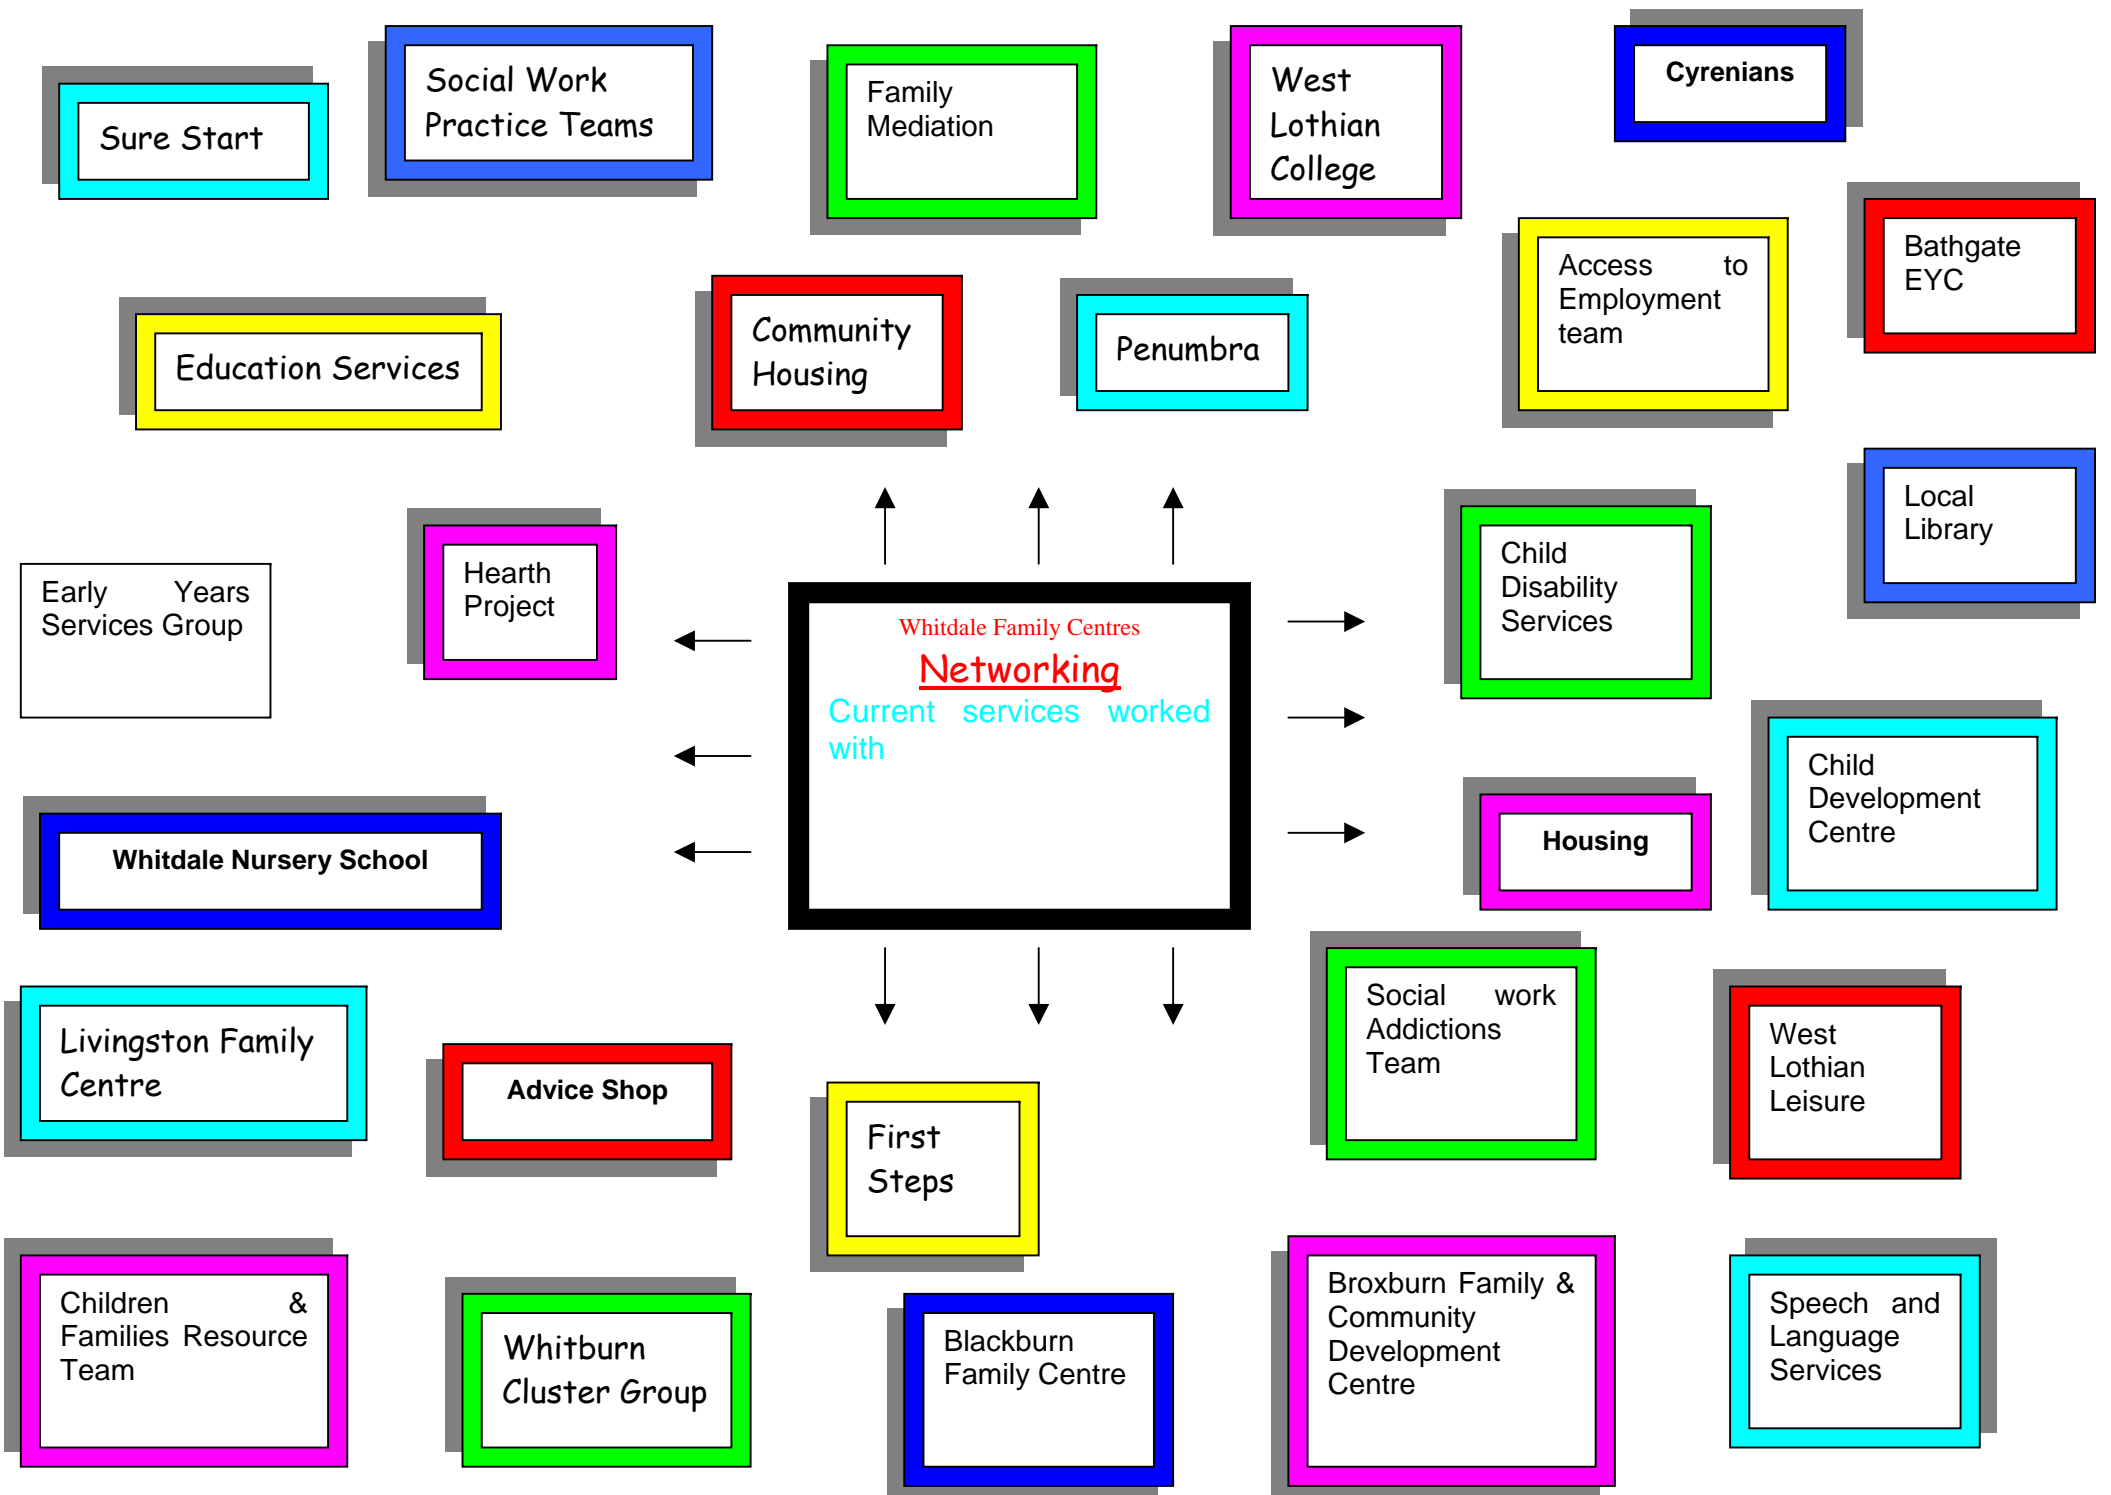 Sure Start
Social Work
Practice Teams
Family
Mediation
West
Lothian
College
Cyrenians
Education Services
Community
Housing
Penumbra
Access to
Employment
team
Bathgate
EYC
Early Years
Services Group
Hearth
Project
Whitdale Family Centres
Networking
Current services worked
with
Child
Disability
Services
Local
Library
Whitdale Nursery School
Housing
Child
Development
Centre
Livingston Family
Centre
Advice Shop
First
Steps
Social work
Addictions
Team
West
Lothian
Leisure
Children &
Families Resource
Team
Whitburn
Cluster Group
Blackburn
Family Centre
Broxburn Family &
Community
Development
Centre
Speech and
Language
Services